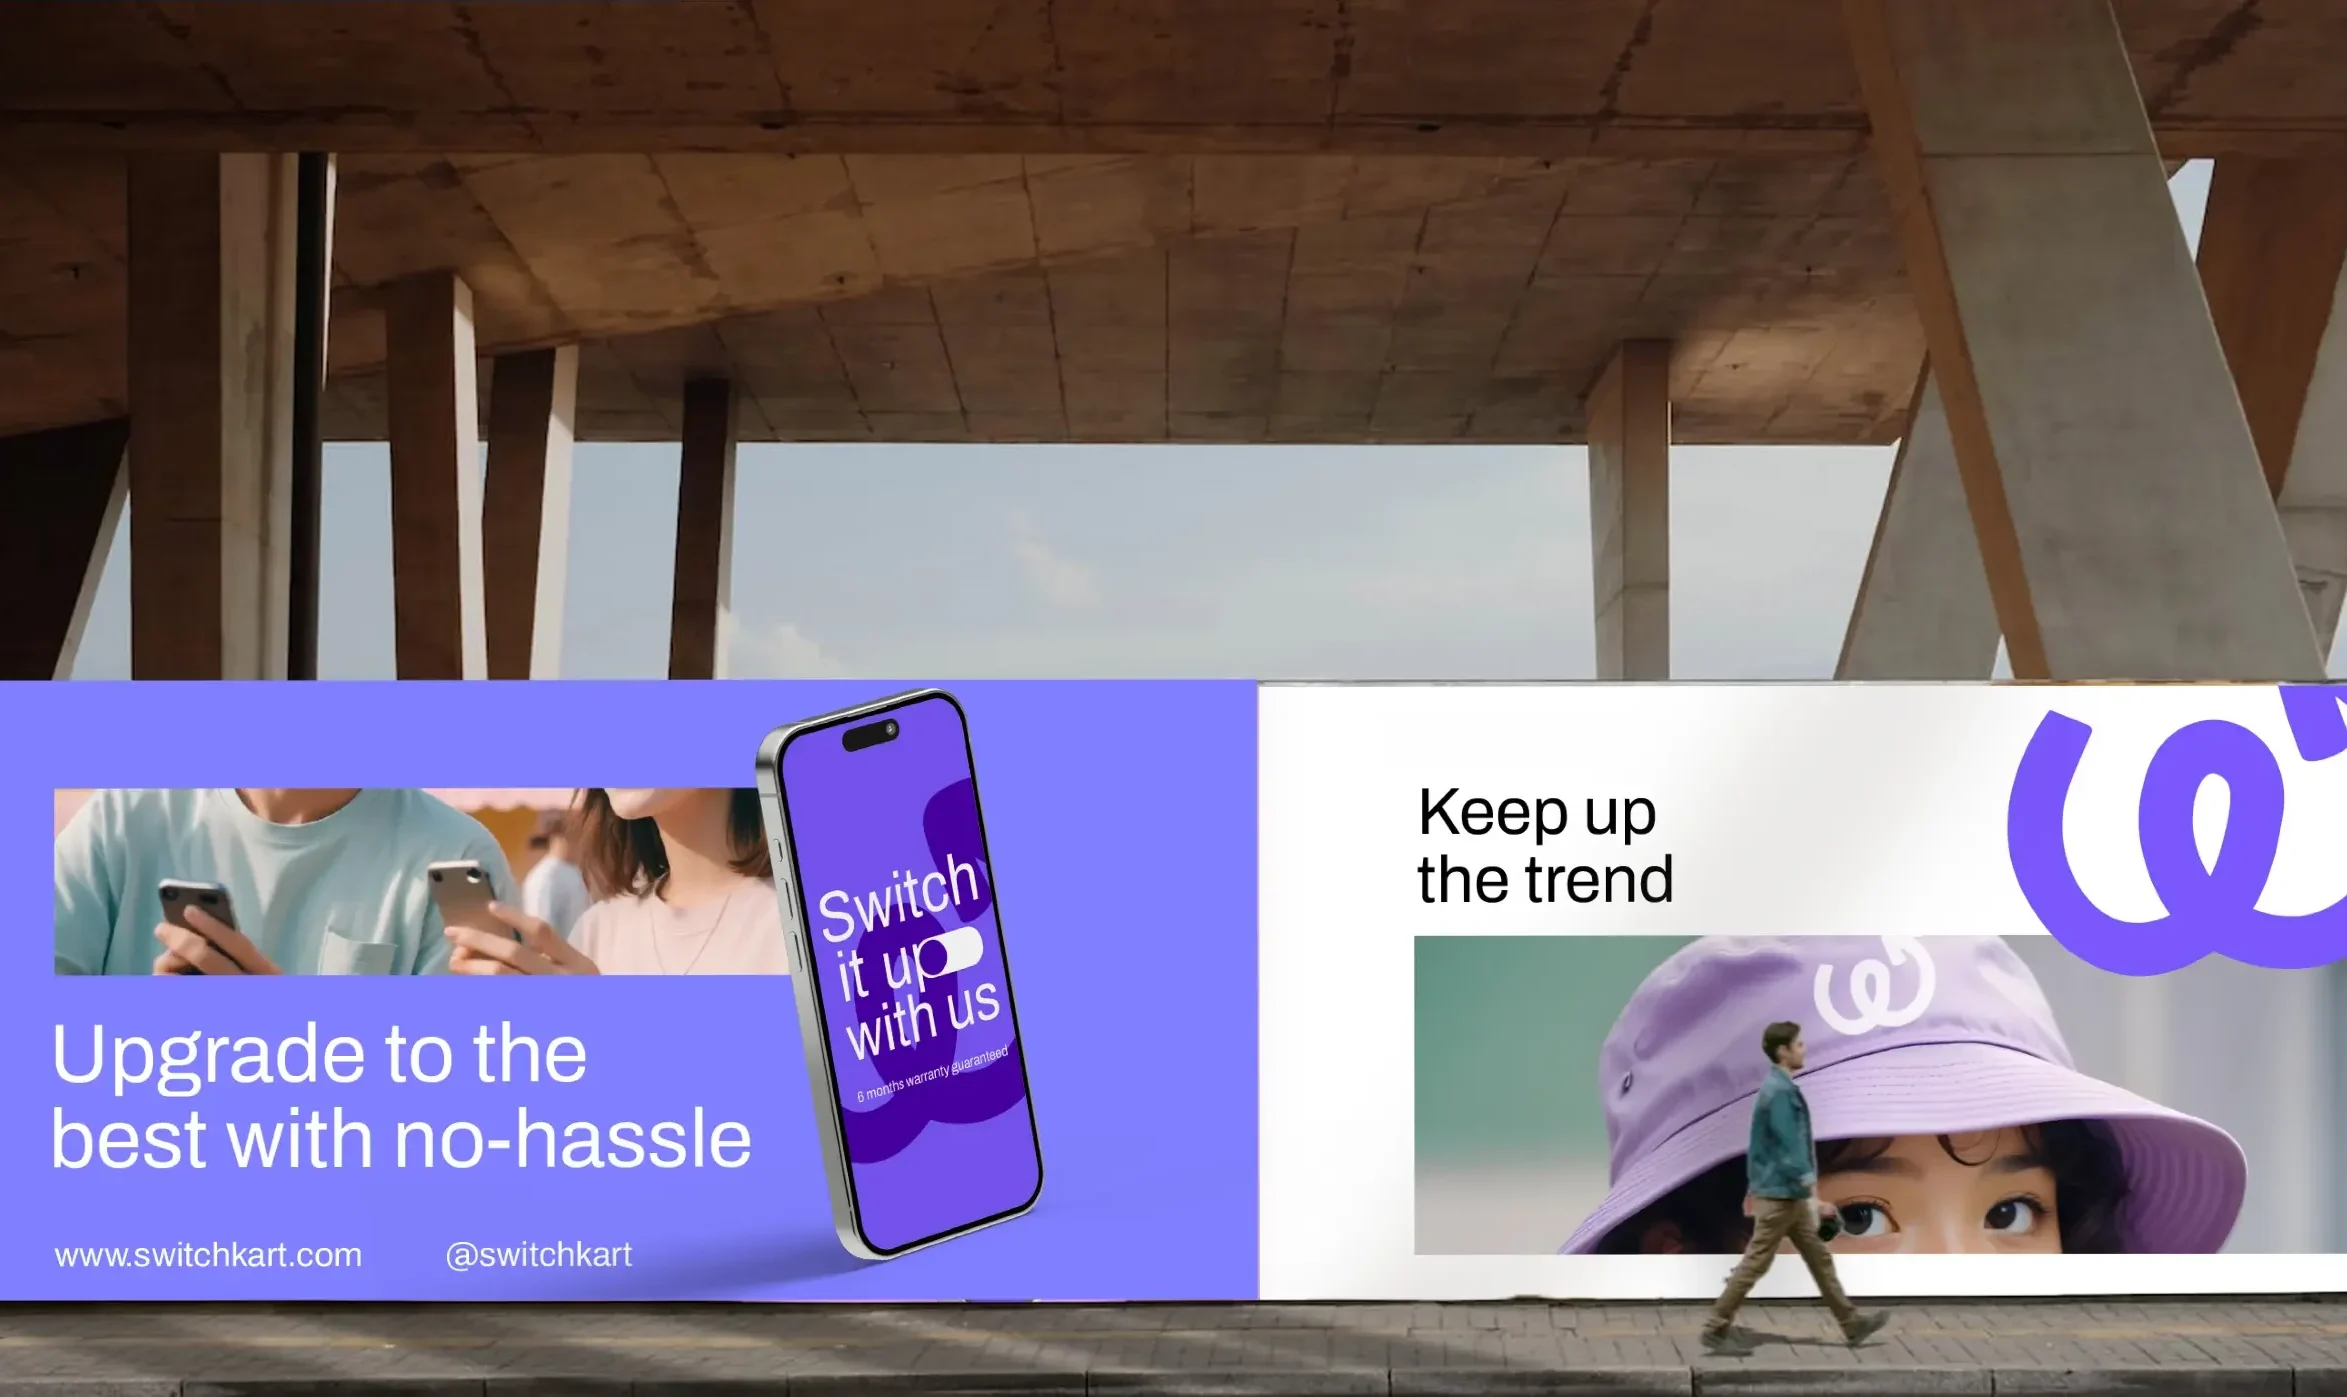 Upgrade to the
best with no-hassle
www.switchkart.com
@switchkart
Switch
it up
with us
6 months warranty guaranteed
Keep up
the trend